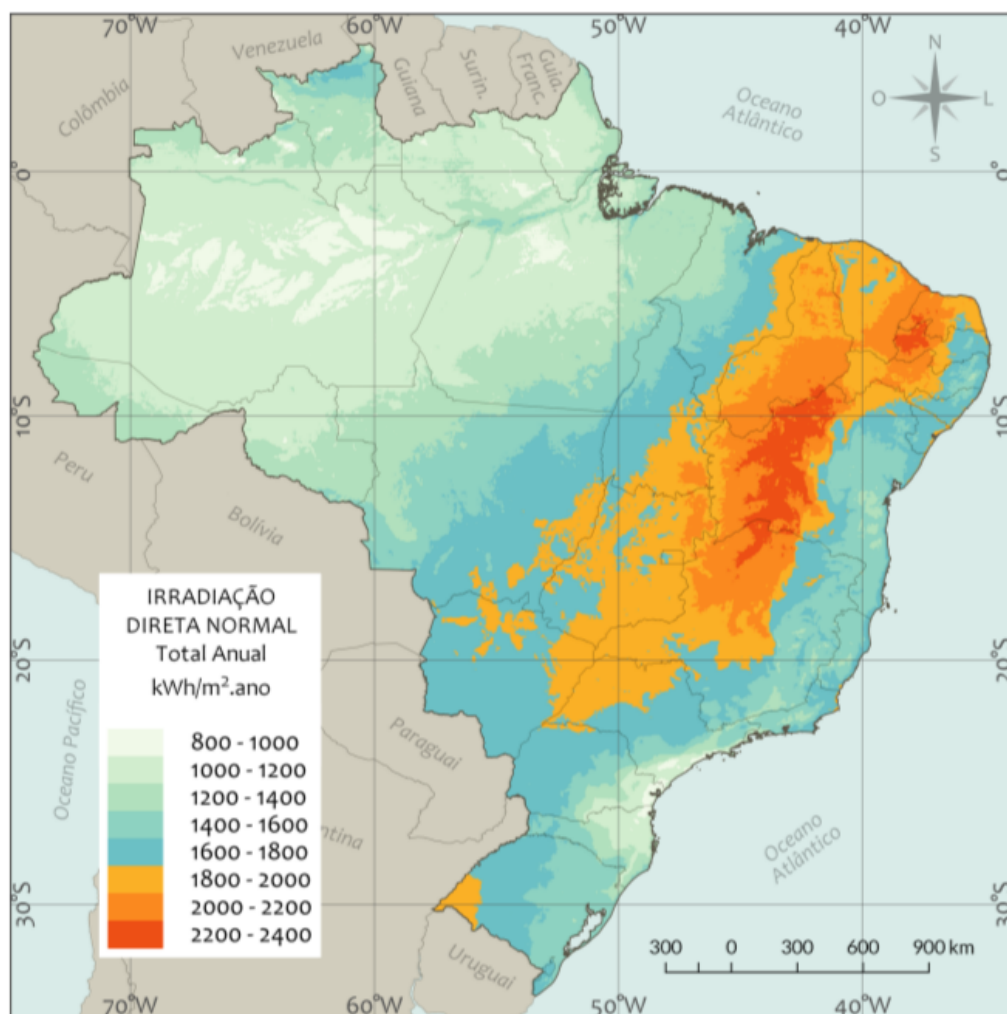 70°W 60°W 50°W 40°W
Venezuela
Colômbia
Guiana
Surin.
Guia.
Franc.
Oceano
Atlântico
N
O L
S
0° 0°
10°S 10°S
Peru
Bolívia
IRRADIAÇÃO
DIRETA NORMAL
Total Anual
kWh/m².ano
800 - 1000
1000 - 1200
1200 - 1400
1400 - 1600
1600 - 1800
1800 - 2000
2000 - 2200
2200 - 2400
20°S 20°S
Oceano Pacífico
Paraguai
entina
Oceano
Atlântico
30°S 30°S
Uruguai
300 0 300 600 900 km
70°W 60°W 50°W 40°W